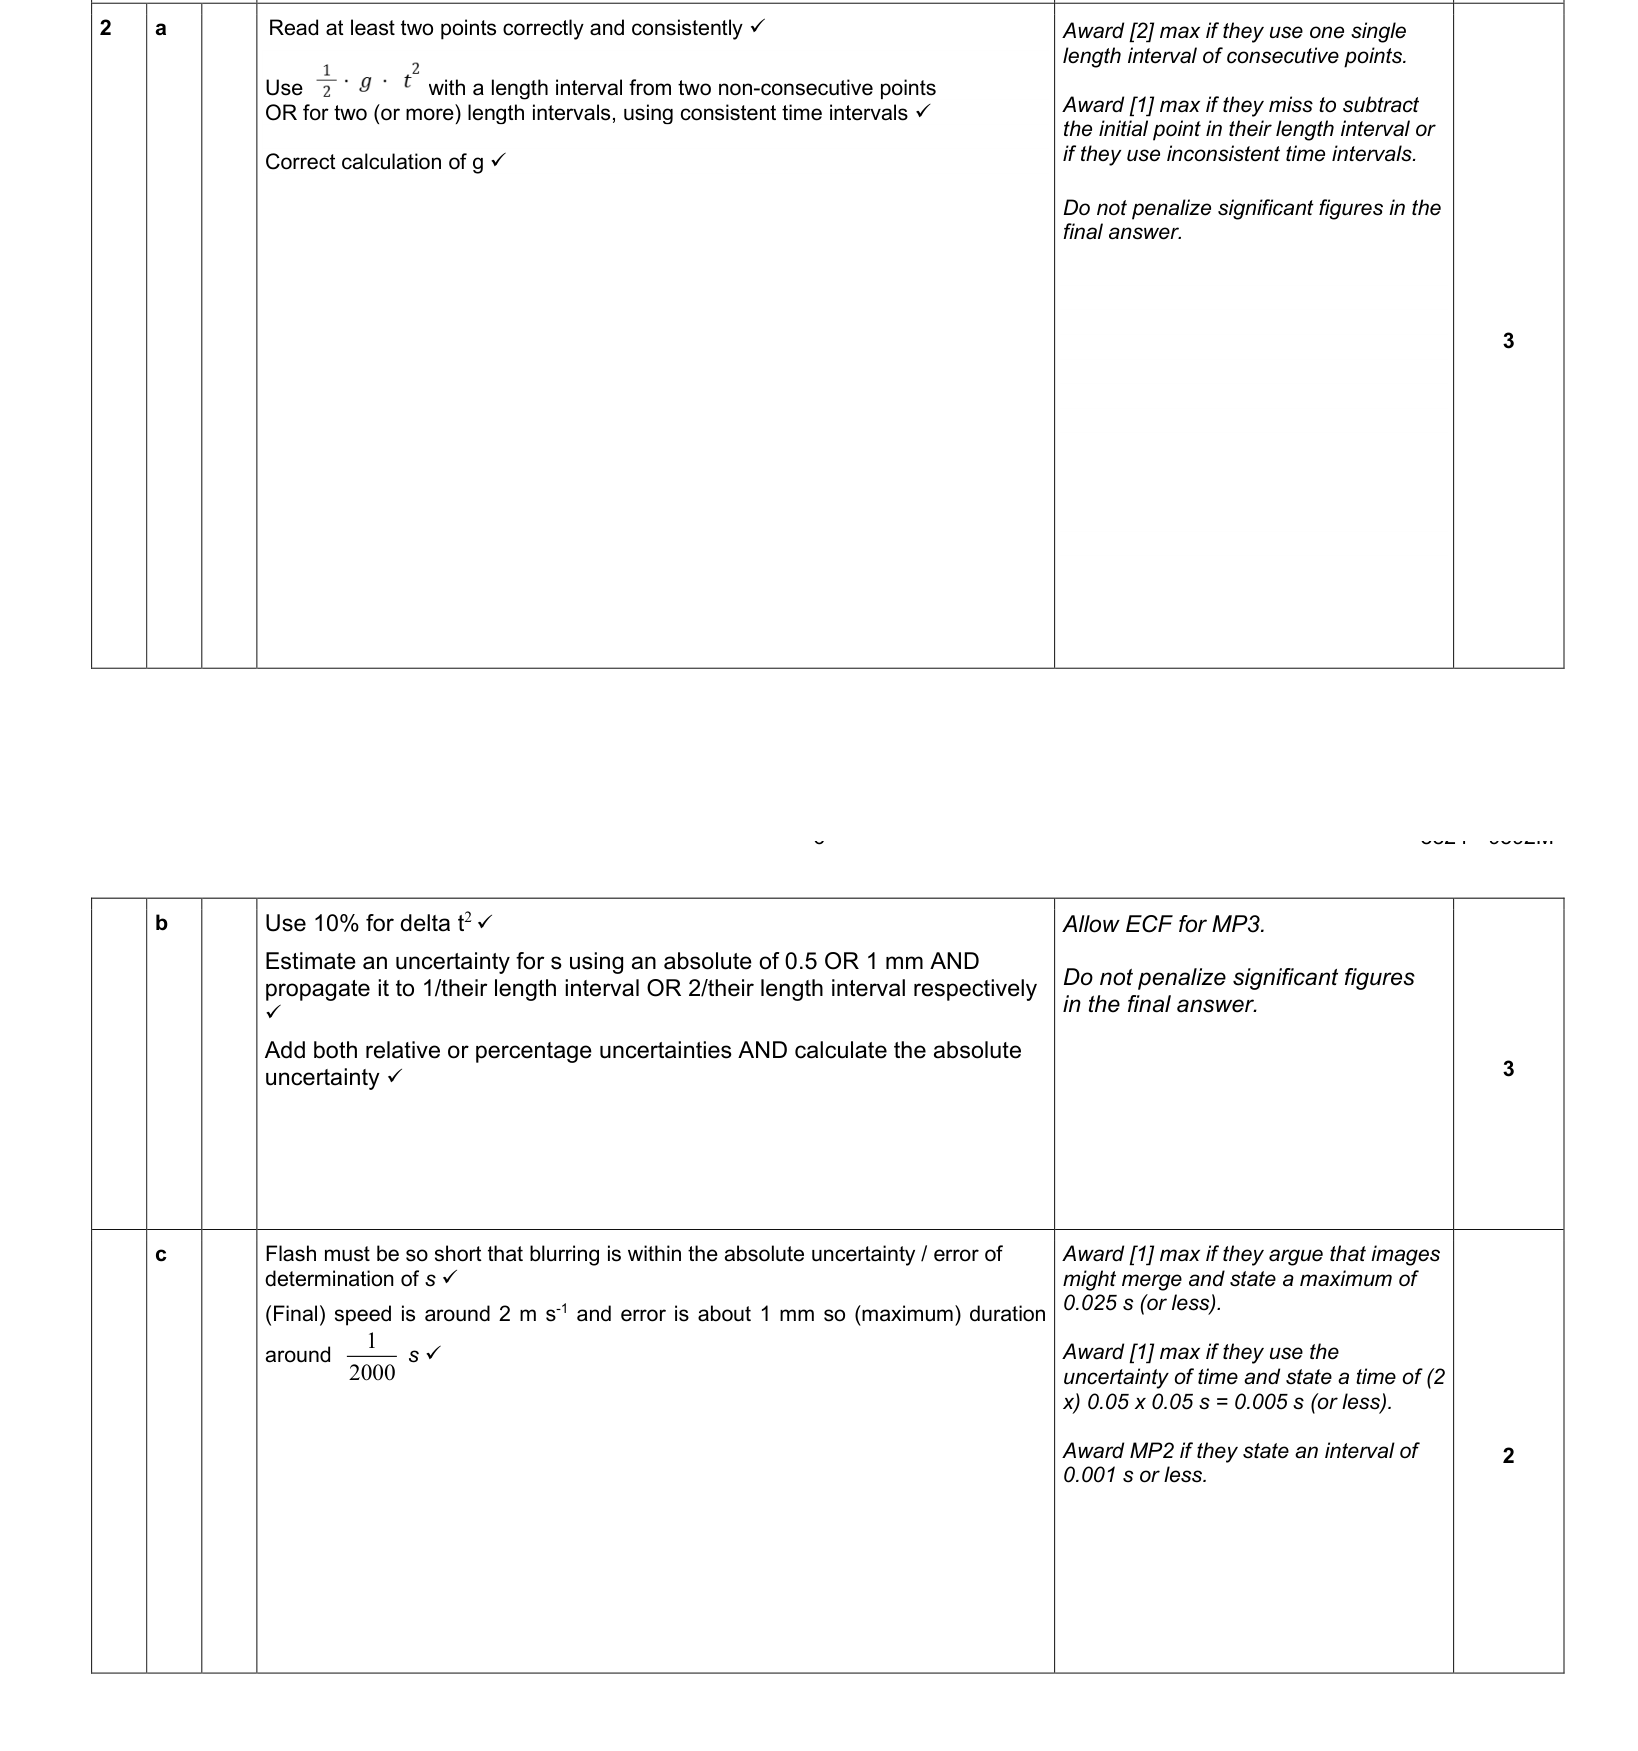 2 a Read at least two points correctly and consistently ✓
Use 1/2 · g · t² with a length interval from two non-consecutive points
OR for two (or more) length intervals, using consistent time intervals ✓
Correct calculation of g ✓
Award [2] max if they use one single
length interval of consecutive points.
Award [1] max if they miss to subtract
the initial point in their length interval or
if they use inconsistent time intervals.
Do not penalize significant figures in the
final answer.
3
b Use 10% for delta t² ✓
Estimate an uncertainty for s using an absolute of 0.5 OR 1 mm AND
propagate it to 1/their length interval OR 2/their length interval respectively
✓
Add both relative or percentage uncertainties AND calculate the absolute
uncertainty ✓
Allow ECF for MP3.
Do not penalize significant figures
in the final answer.
3
c Flash must be so short that blurring is within the absolute uncertainty / error of
determination of s ✓
(Final) speed is around 2 m s⁻¹ and error is about 1 mm so (maximum) duration
around 1/2000 s ✓
Award [1] max if they argue that images
might merge and state a maximum of
0.025 s (or less).
Award [1] max if they use the
uncertainty of time and state a time of (2
x) 0.05 x 0.05 s = 0.005 s (or less).
Award MP2 if they state an interval of
0.001 s or less.
2